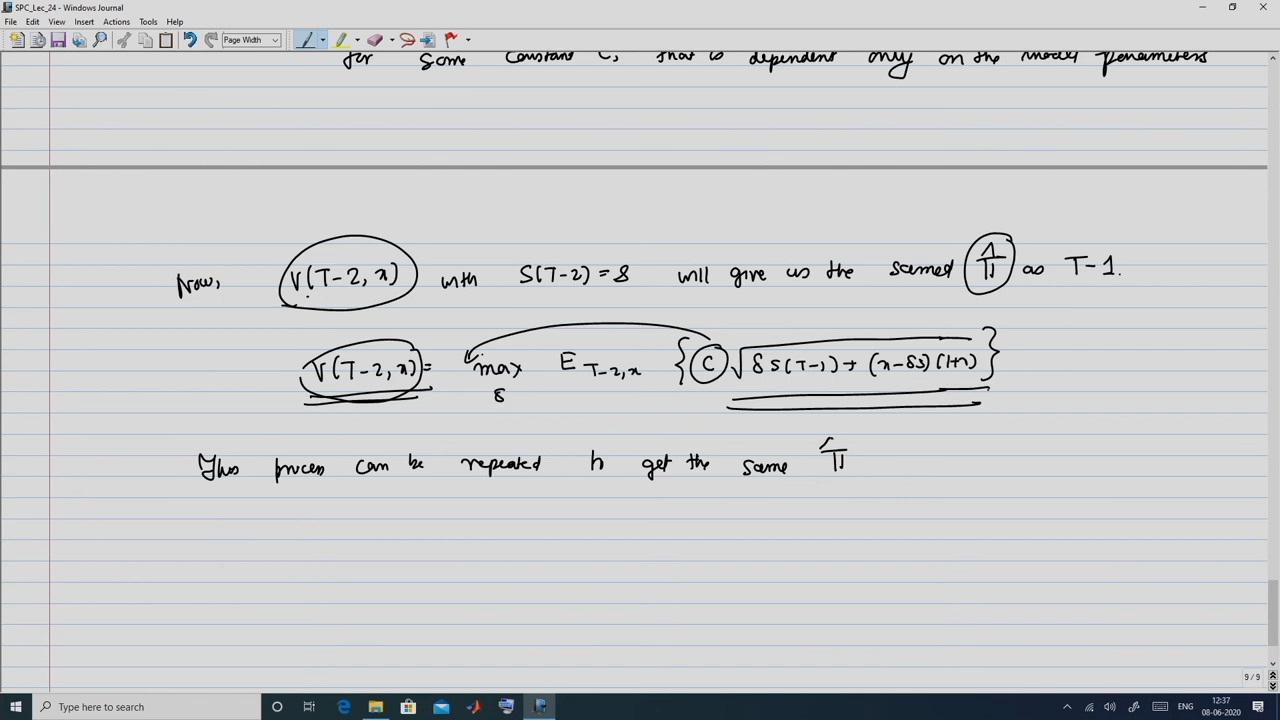 SPC_Lec_24 - Windows Journal
File Edit View Insert Actions Tools Help
Page Width
for some constant C, that is dependent only on the model parameters
Now, V(T-2, x) with S(T-2) = s will give us the samed π̂ as T-1.
V(T-2, x) = max E T-2,x { C √ δ S(T-1) + (x-δs)(1+r) }
δ
This process can be repeated to get the same π̂
9 / 9
Type here to search
ENG
12:37
08-06-2020